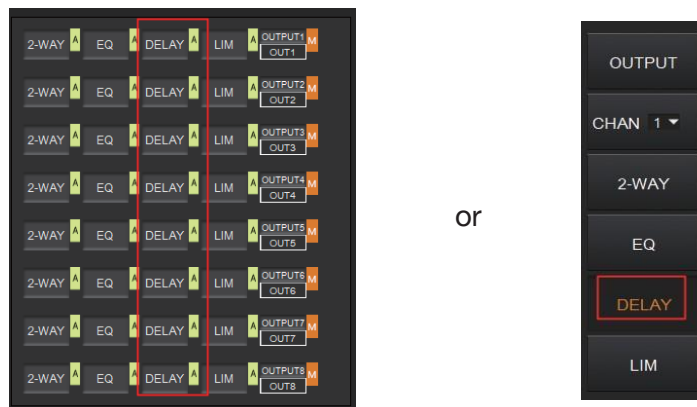 2-WAY A EQ A DELAY A LIM A OUTPUT1 M
OUT1
2-WAY A EQ A DELAY A LIM A OUTPUT2 M
OUT2
2-WAY A EQ A DELAY A LIM A OUTPUT3 M
OUT3
2-WAY A EQ A DELAY A LIM A OUTPUT4 M
OUT4
2-WAY A EQ A DELAY A LIM A OUTPUT5 M
OUT5
2-WAY A EQ A DELAY A LIM A OUTPUT6 M
OUT6
2-WAY A EQ A DELAY A LIM A OUTPUT7 M
OUT7
2-WAY A EQ A DELAY A LIM A OUTPUT8 M
OUT8
or
OUTPUT
CHAN 1
2-WAY
EQ
DELAY
LIM